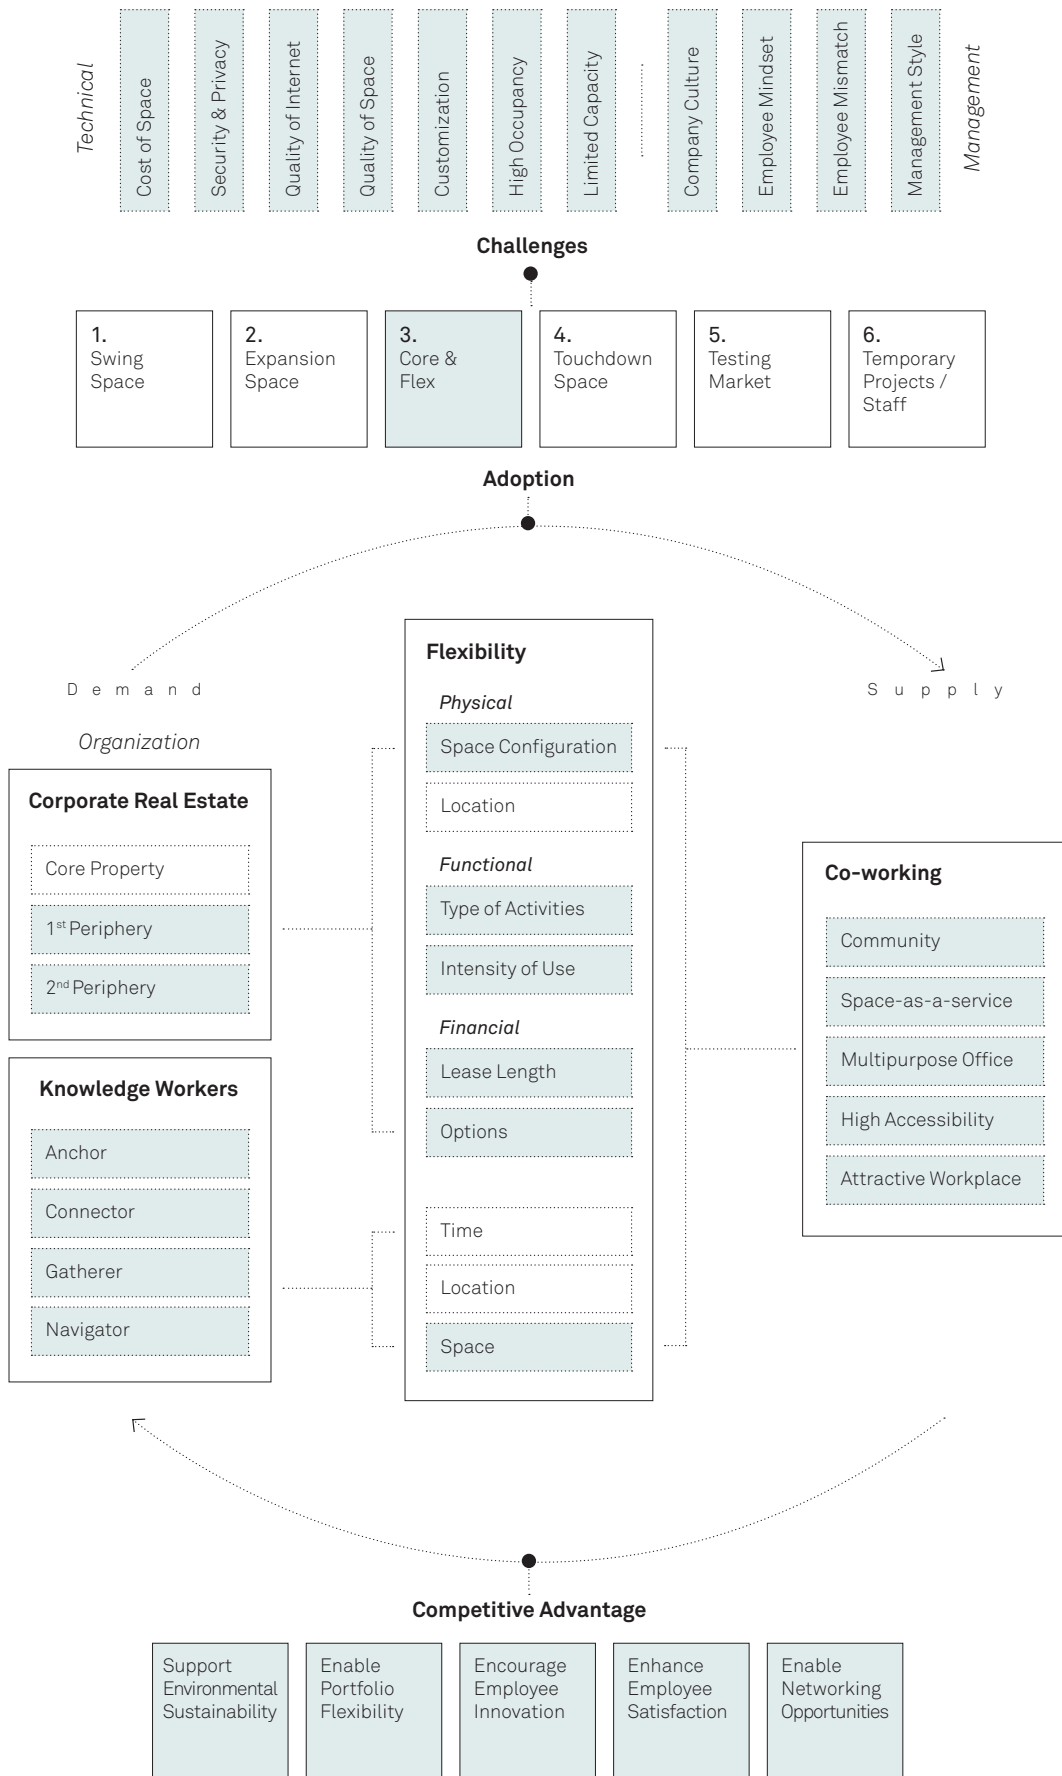 Technical
Cost of Space
Security & Privacy
Quality of Internet
Quality of Space
Customization
High Occupancy
Limited Capacity
Company Culture
Employee Mindset
Employee Mismatch
Management Style
Management
Challenges
1.
Swing
Space
2.
Expansion
Space
3.
Core &
Flex
4.
Touchdown
Space
5.
Testing
Market
6.
Temporary
Projects /
Staff
Adoption
Demand
Supply
Organization
Corporate Real Estate
Core Property
1st Periphery
2nd Periphery
Knowledge Workers
Anchor
Connector
Gatherer
Navigator
Flexibility
Physical
Space Configuration
Location
Functional
Type of Activities
Intensity of Use
Financial
Lease Length
Options
Time
Location
Space
Co-working
Community
Space-as-a-service
Multipurpose Office
High Accessibility
Attractive Workplace
Competitive Advantage
Support
Environmental
Sustainability
Enable
Portfolio
Flexibility
Encourage
Employee
Innovation
Enhance
Employee
Satisfaction
Enable
Networking
Opportunities